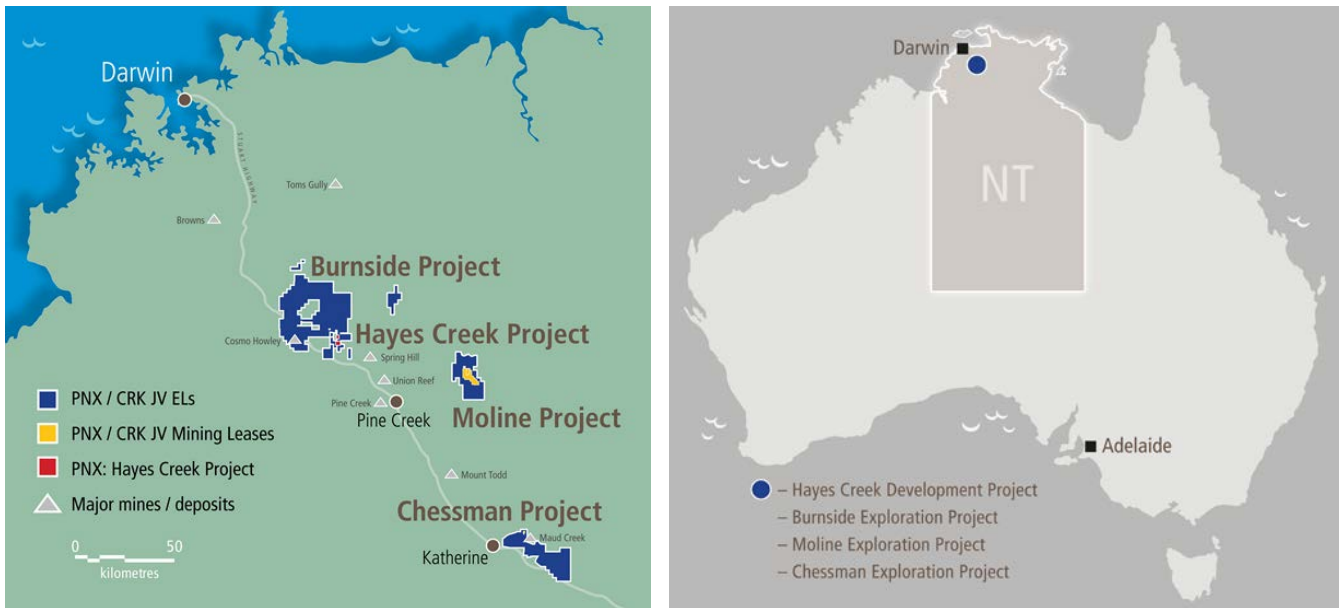 Darwin
STUART HIGHWAY
Toms Gully
Browns
Burnside Project
Hayes Creek Project
Cosmo Howley
Spring Hill
Union Reef
Pine Creek
Pine Creek
Moline Project
Mount Todd
Chessman Project
Maud Creek
Katherine
PNX / CRK JV ELs
PNX / CRK JV Mining Leases
PNX: Hayes Creek Project
Major mines / deposits
0 50
kilometres
Darwin
NT
Adelaide
– Hayes Creek Development Project
– Burnside Exploration Project
– Moline Exploration Project
– Chessman Exploration Project